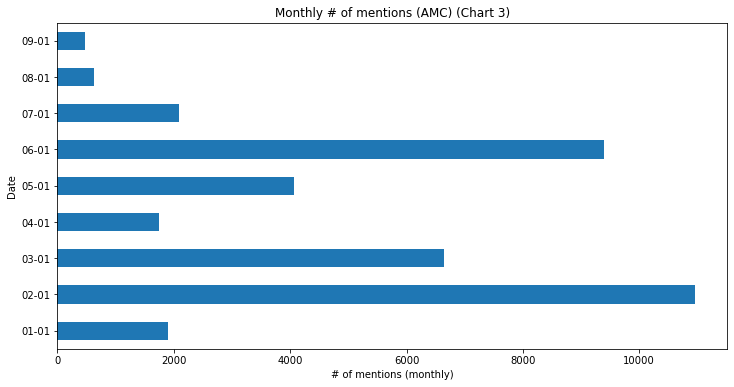 Monthly # of mentions (AMC) (Chart 3)
Date
09-01
08-01
07-01
06-01
05-01
04-01
03-01
02-01
01-01
0 2000 4000 6000 8000 10000
# of mentions (monthly)